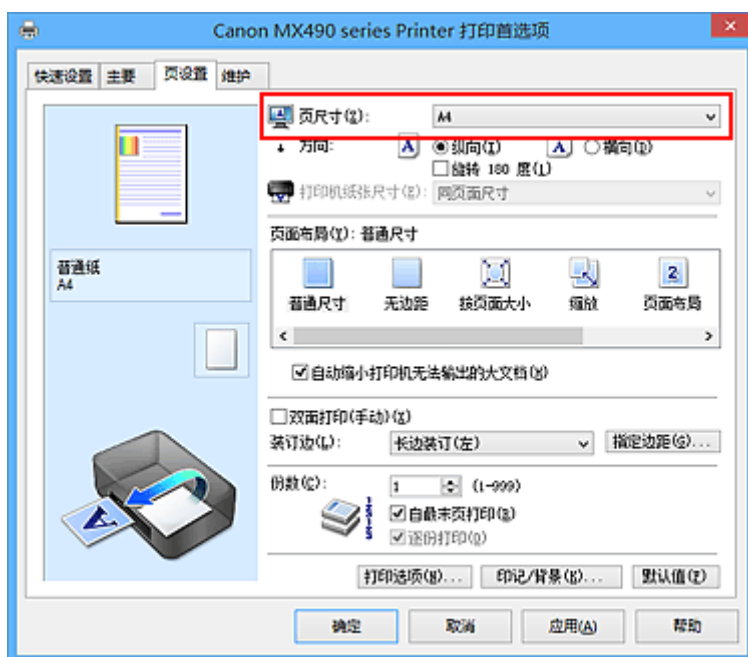 Canon MX490 series Printer 打印首选项
快速设置 主要 页设置 维护
页尺寸(Z): A4
方向: A 纵向(I) A 横向(D)
旋转 180 度(L)
打印机纸张尺寸(E): 同页面尺寸
页面布局(Y): 普通尺寸
普通纸
A4
2
普通尺寸 无边距 按页面大小 缩放 页面布局
自动缩小打印机无法输出的大文档(8)
双面打印(手动)(X)
装订边(L): 长边装订(左) 指定边距(G)...
份数(C): 1 (1-999)
自最末页打印(8)
逐份打印(O)
打印选项(N)... 印记/背景(K)... 默认值(F)
确定 取消 应用(A) 帮助